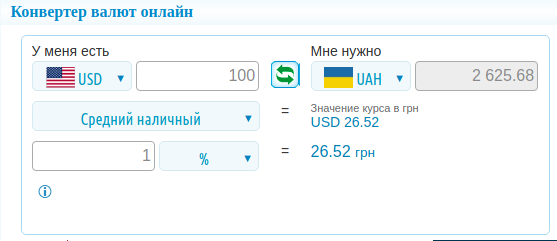 Конвертер валют онлайн
У меня есть
Мне нужно
USD
100
UAH
2 625.68
Средний наличный
=
Значение курса в грн
USD 26.52
1
%
=
26.52 грн